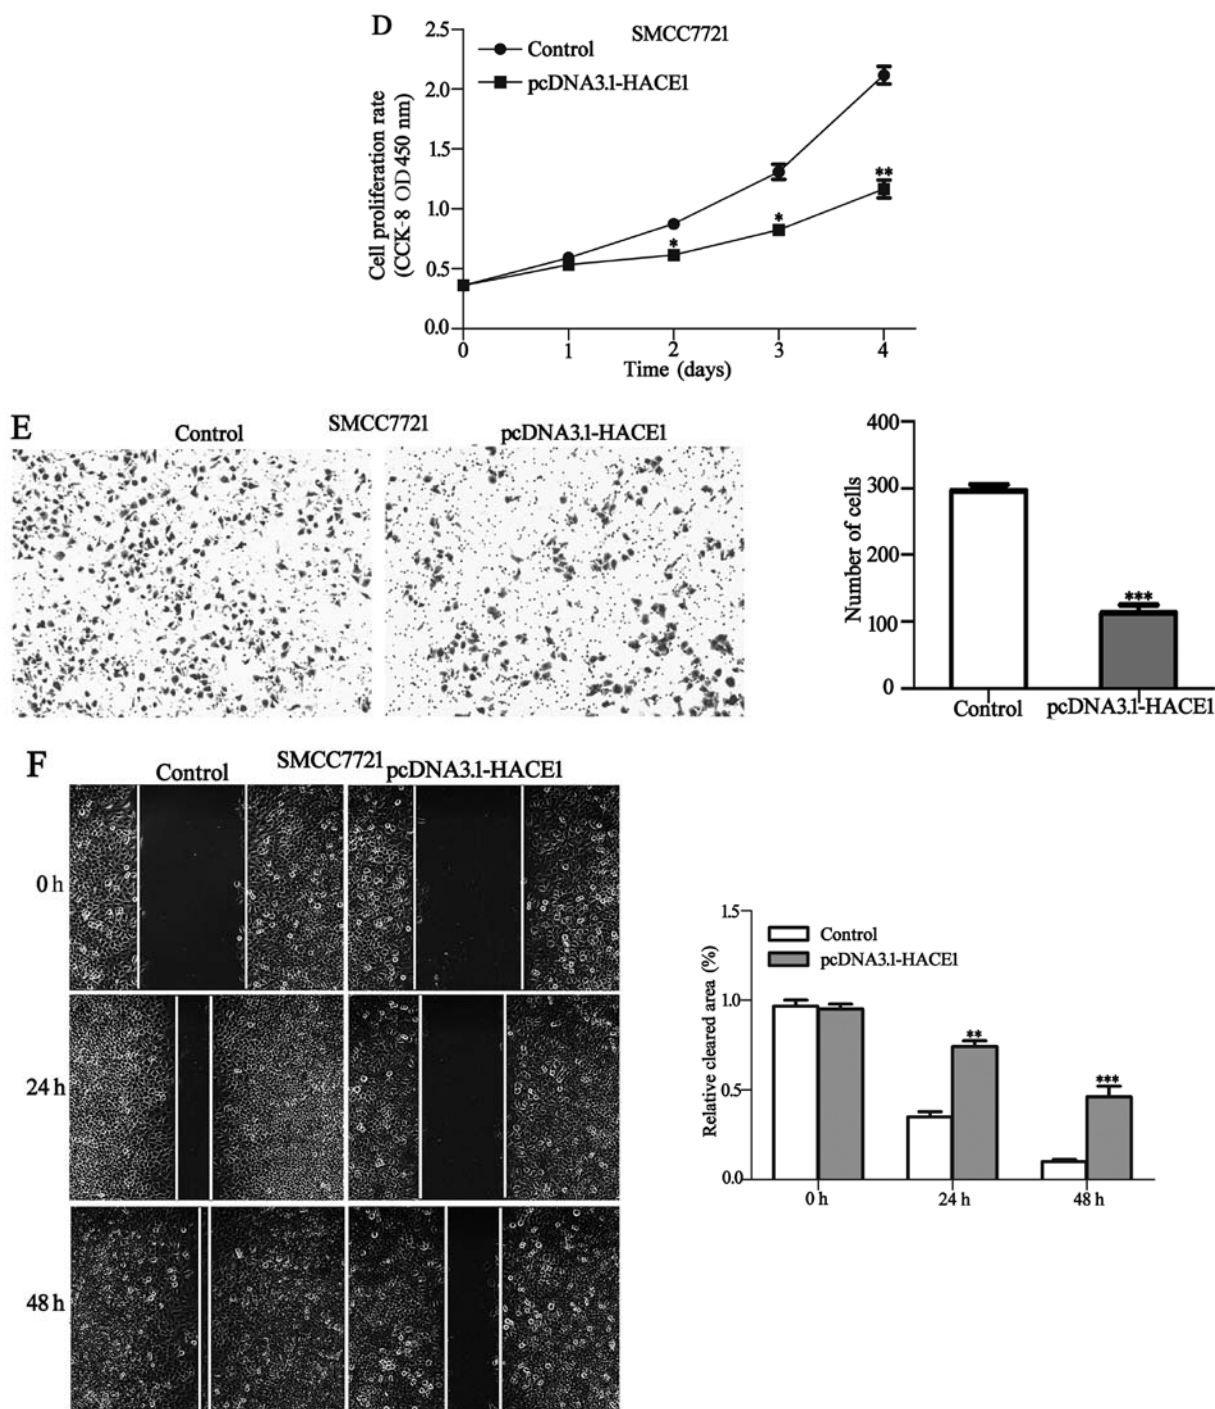 D
SMCC7721
Control
pcDNA3.1-HACE1
Cell proliferation rate
(CCK-8 OD450 nm)
2.5
2.0
1.5
1.0
0.5
0.0
*
*
**
0 1 2 3 4
Time (days)
E
SMCC7721
Control
pcDNA3.1-HACE1
Number of cells
400
300
200
100
0
***
Control pcDNA3.1-HACE1
F
SMCC7721
Control
pcDNA3.1-HACE1
0 h
24 h
48 h
Relative cleared area (%)
1.5
1.0
0.5
0.0
Control
pcDNA3.1-HACE1
**
***
0 h 24 h 48 h